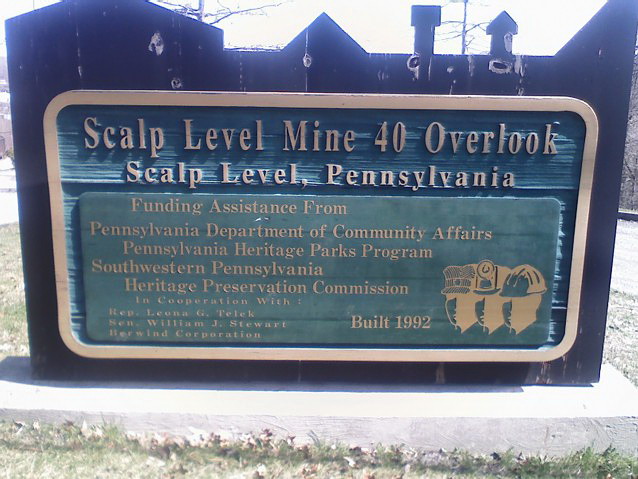 Scalp Level Mine 40 Overlook
Scalp Level, Pennsylvania
Funding Assistance From
Pennsylvania Department of Community Affairs
Pennsylvania Heritage Parks Program
Southwestern Pennsylvania
Heritage Preservation Commission
In Cooperation With :
Rep. Leona G. Telek
Sen. William J. Stewart
Berwind Corporation
Built 1992